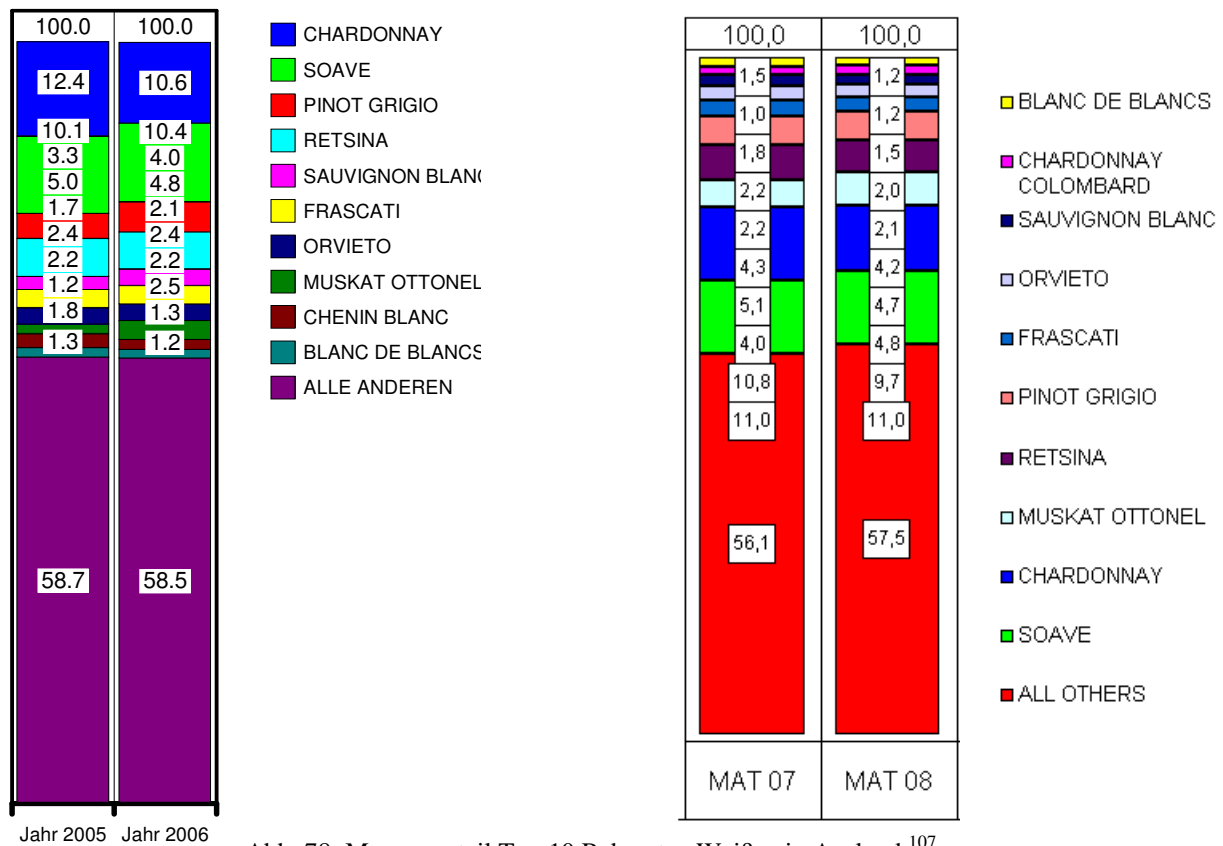 100.0 100.0
12.4 10.6
10.1 10.4
3.3 4.0
5.0 4.8
1.7 2.1
2.4 2.4
2.2 2.2
1.2 2.5
1.8 1.3
1.3 1.2
58.7 58.5
Jahr 2005 Jahr 2006
CHARDONNAY
SOAVE
PINOT GRIGIO
RETSINA
SAUVIGNON BLANC
FRASCATI
ORVIETO
MUSKAT OTTONEL
CHENIN BLANC
BLANC DE BLANCS
ALLE ANDEREN
100,0 100,0
1,5 1,2
1,0 1,2
1,8 1,5
2,2 2,0
2,2 2,1
4,3 4,2
5,1 4,7
4,0 4,8
10,8 9,7
11,0 11,0
56,1 57,5
MAT 07 MAT 08
BLANC DE BLANCS
CHARDONNAY
COLOMBARD
SAUVIGNON BLANC
ORVIETO
FRASCATI
PINOT GRIGIO
RETSINA
MUSKAT OTTONEL
CHARDONNAY
SOAVE
ALL OTHERS